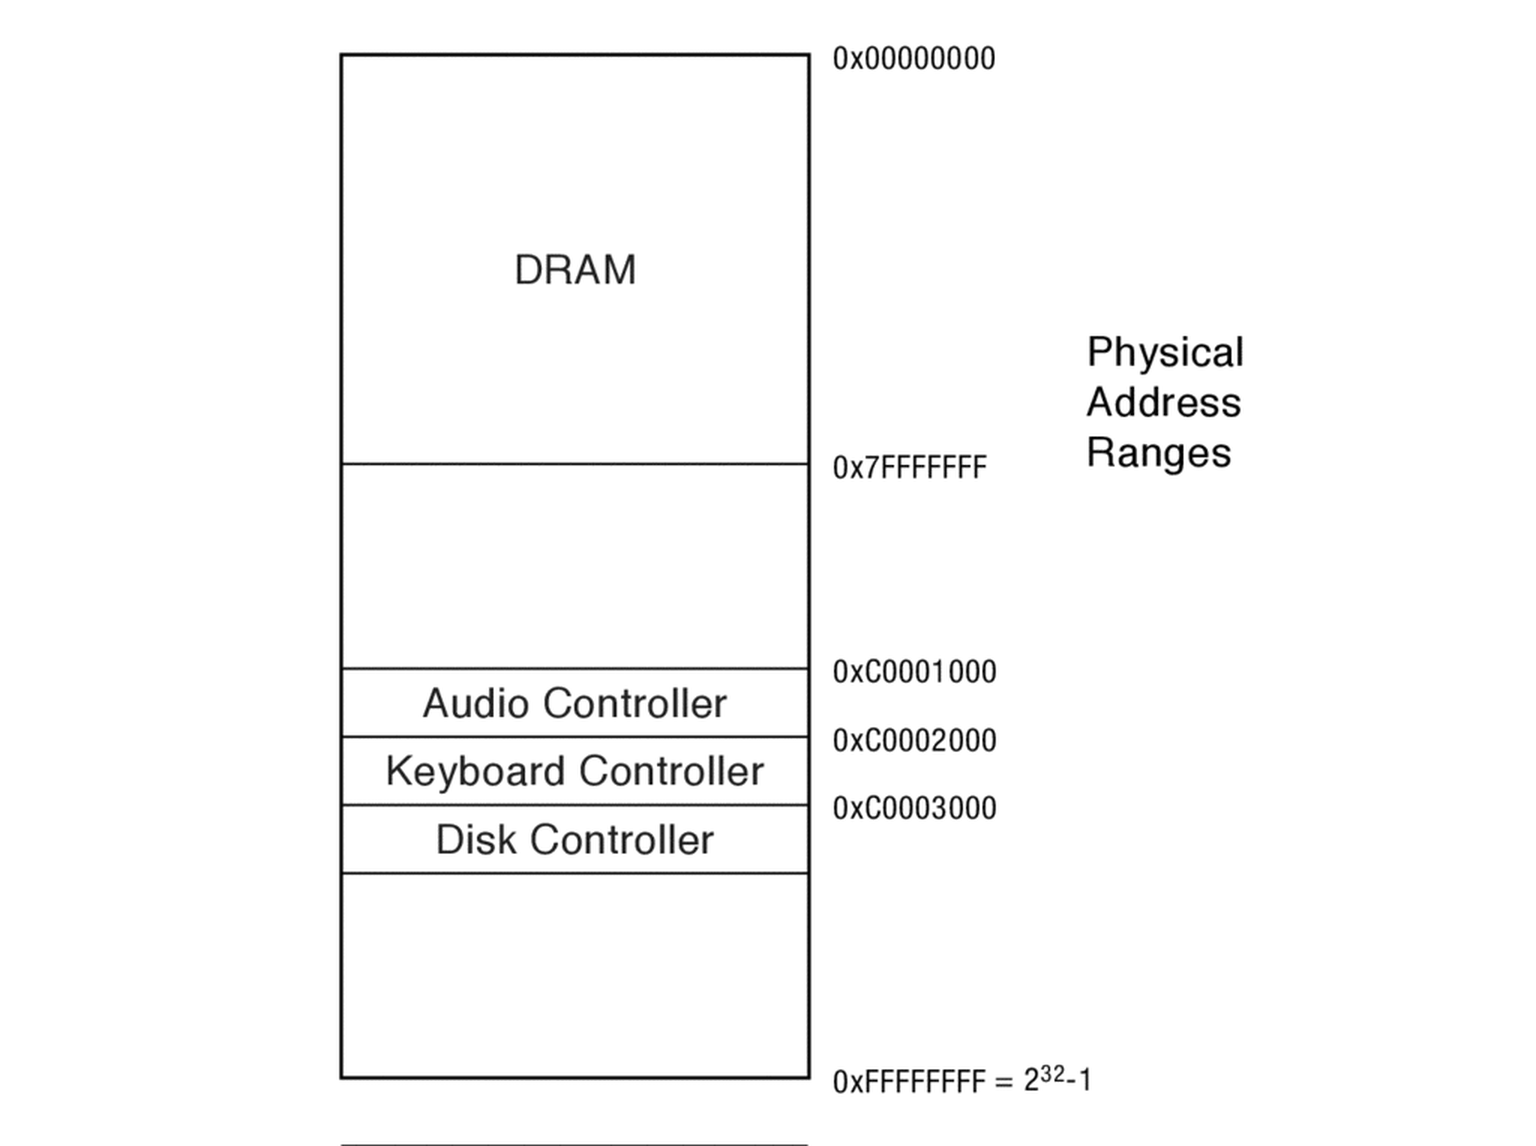 0x00000000
DRAM
Physical
Address
Ranges
0x7FFFFFFF
0xC0001000
Audio Controller
0xC0002000
Keyboard Controller
0xC0003000
Disk Controller
0xFFFFFFFF = 2³²-1